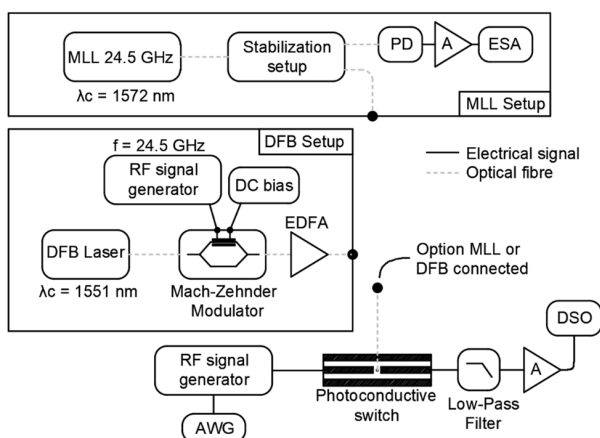 MLL 24.5 GHz
Stabilization
setup
PD
A
ESA
λc = 1572 nm
MLL Setup
f = 24.5 GHz
DFB Setup
RF signal
generator
DC bias
EDFA
DFB Laser
λc = 1551 nm
Mach-Zehnder
Modulator
Electrical signal
Optical fibre
Option MLL or
DFB connected
DSO
RF signal
generator
A
Photoconductive
switch
Low-Pass
Filter
AWG